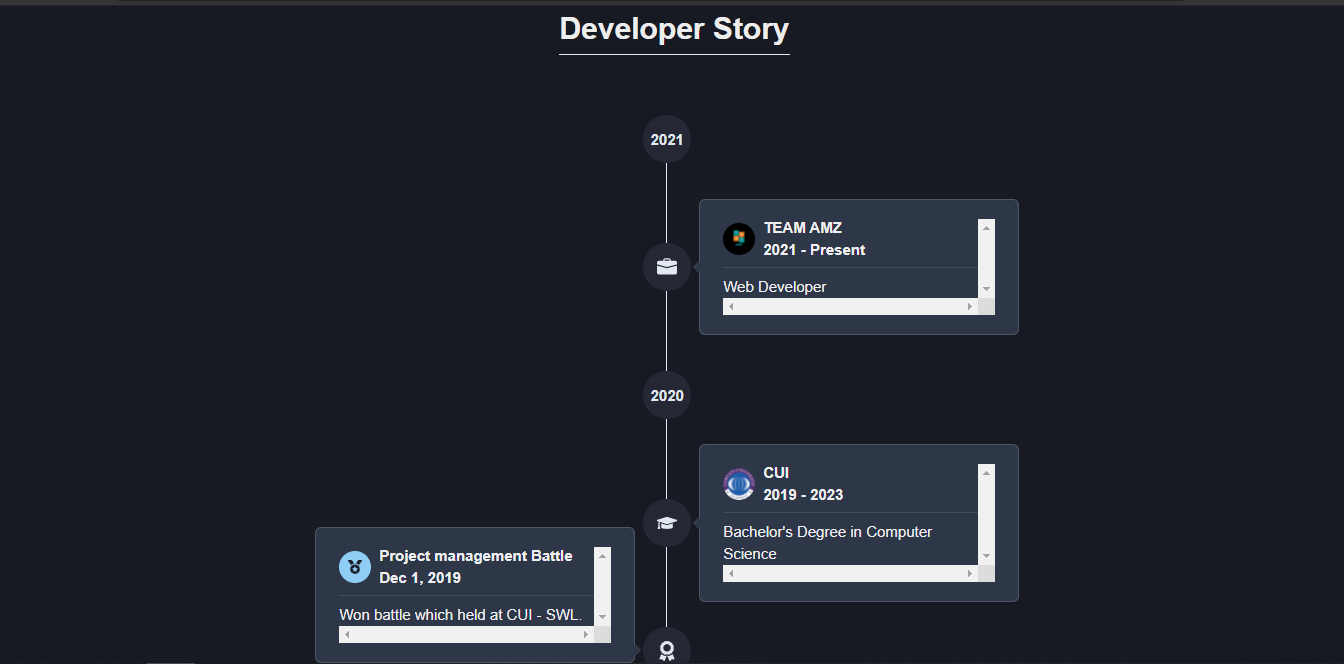 Developer Story
2021
TEAM AMZ
2021 - Present
Web Developer
2020
CUI
2019 - 2023
Bachelor's Degree in Computer
Science
Project management Battle
Dec 1, 2019
Won battle which held at CUI - SWL.